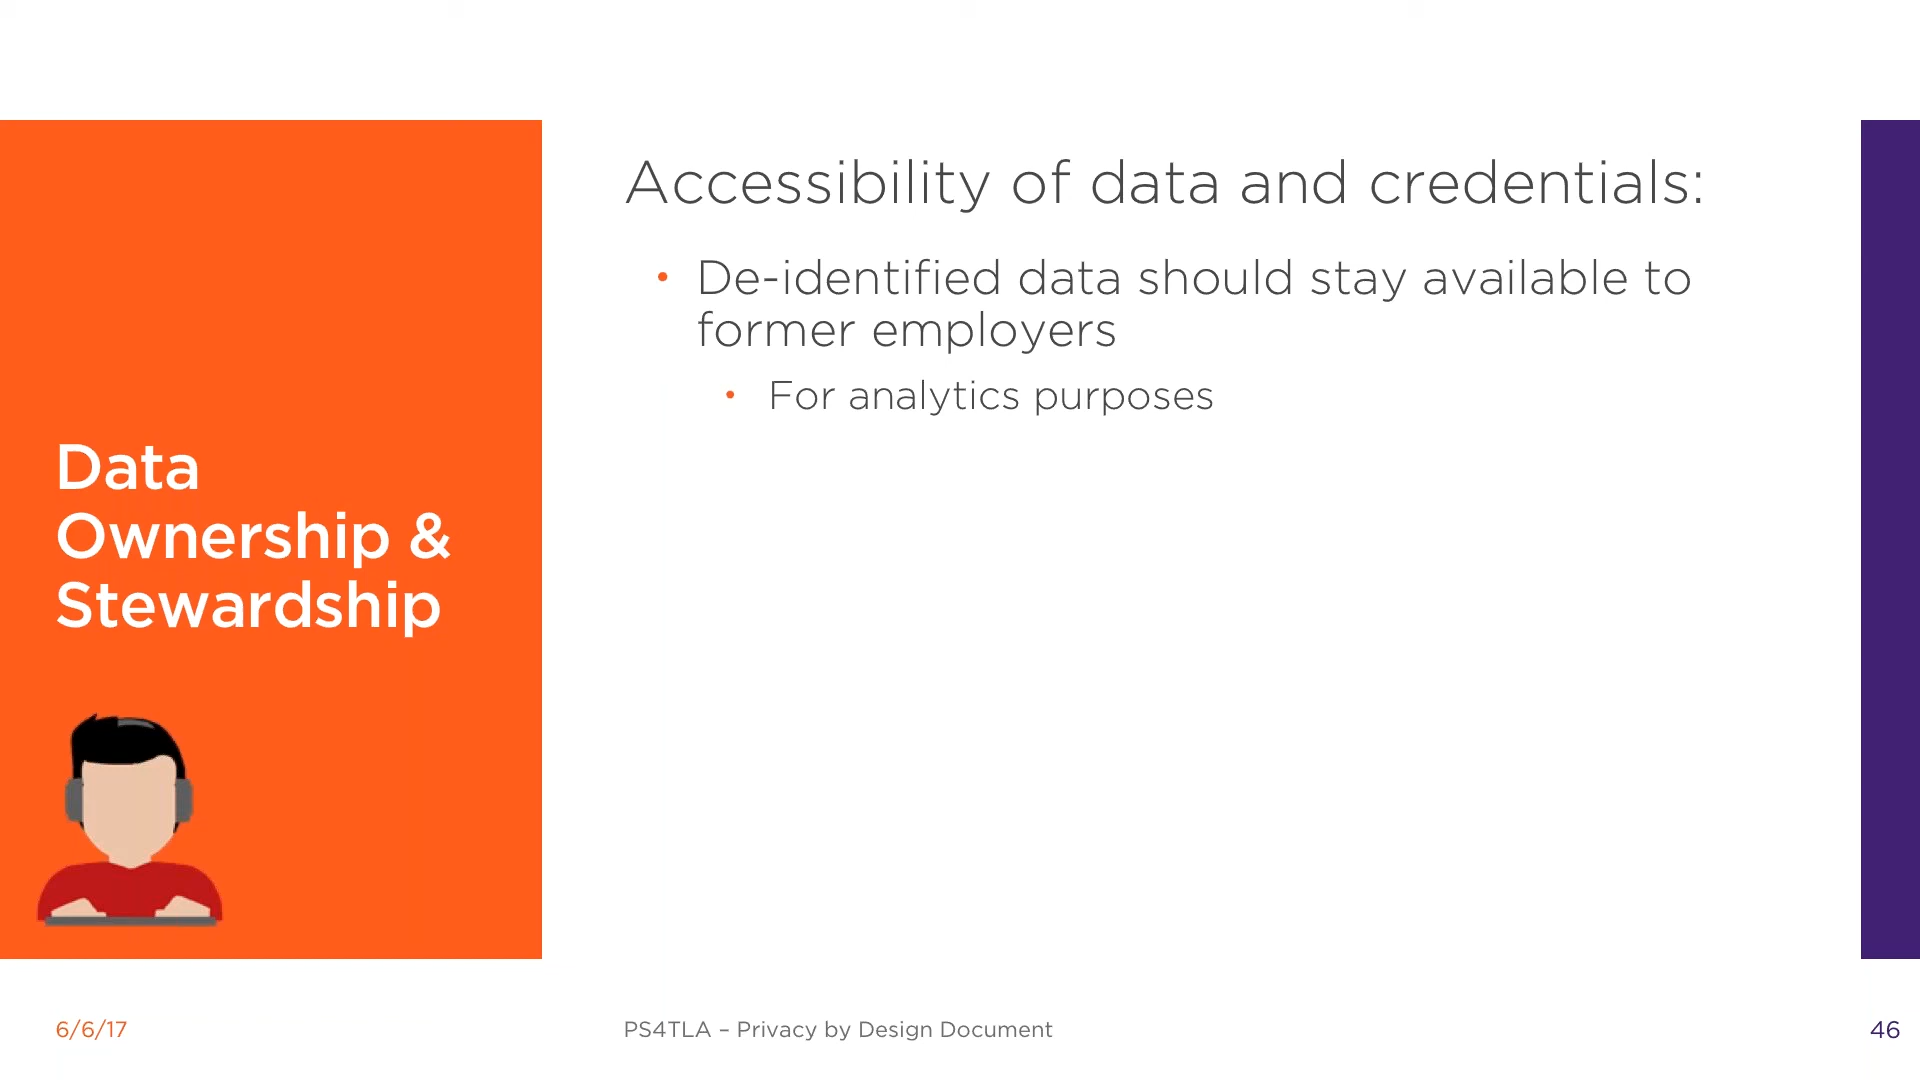 Data
Ownership &
Stewardship
Accessibility of data and credentials:
• De-identified data should stay available to
former employers
• For analytics purposes
6/6/17
PS4TLA – Privacy by Design Document
46